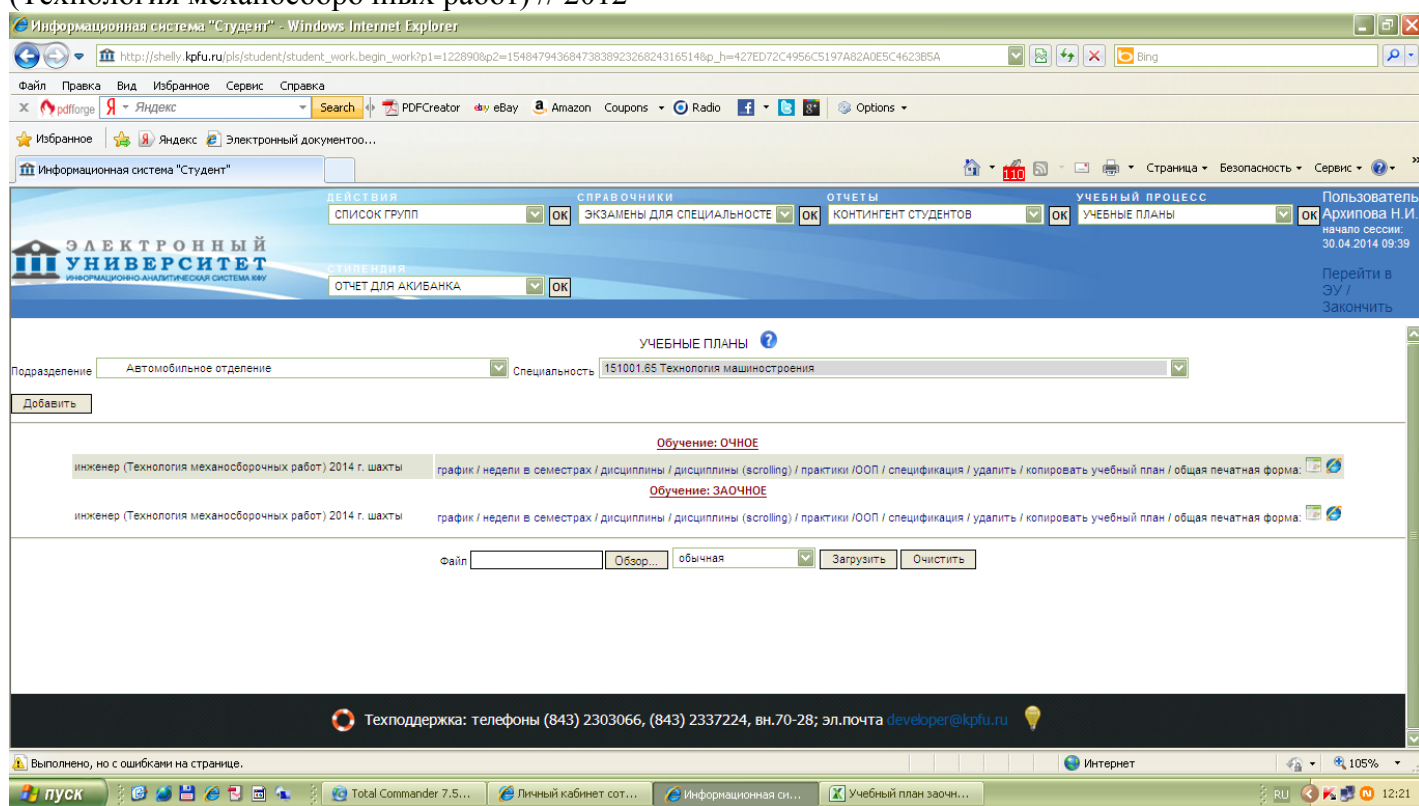 (Технология механосборочных работ) // 2012
Информационная система "Студент" - Windows Internet Explorer
http://shelly.kpfu.ru/pls/student/student_work.begin_work?p1=122890&p2=15484794368473838923268243165148&p_h=427ED72C4956C5197A82A0E5C4623B5A
Bing
Файл Правка Вид Избранное Сервис Справка
X pdfforge Яндекс Search PDFCreator eBay Amazon Coupons Radio Options
Избранное Яндекс Электронный документоо...
Информационная система "Студент"
110 Страница Безопасность Сервис
ДЕЙСТВИЯ СПРАВОЧНИКИ ОТЧЕТЫ УЧЕБНЫЙ ПРОЦЕСС
СПИСОК ГРУПП OK ЭКЗАМЕНЫ ДЛЯ СПЕЦИАЛЬНОСТЕ OK КОНТИНГЕНТ СТУДЕНТОВ OK УЧЕБНЫЕ ПЛАНЫ OK
Пользователь
Архипова Н.И.
начало сессии:
30.04.2014 09:39
Перейти в
ЭУ /
Закончить
ЭЛЕКТРОННЫЙ
УНИВЕРСИТЕТ
ИНФОРМАЦИОННО-АНАЛИТИЧЕСКАЯ СИСТЕМА КФУ
СТИПЕНДИЯ
ОТЧЕТ ДЛЯ АКИБАНКА OK
УЧЕБНЫЕ ПЛАНЫ ?
Подразделение Автомобильное отделение Специальность 151001.65 Технология машиностроения
Добавить
Обучение: ОЧНОЕ
инженер (Технология механосборочных работ) 2014 г. шахты график / недели в семестрах / дисциплины / дисциплины (scrolling) / практики /ООП / спецификация / удалить / копировать учебный план / общая печатная форма:
Обучение: ЗАОЧНОЕ
инженер (Технология механосборочных работ) 2014 г. шахты график / недели в семестрах / дисциплины / дисциплины (scrolling) / практики /ООП / спецификация / удалить / копировать учебный план / общая печатная форма:
Файл Обзор... обычная Загрузить Очистить
Техподдержка: телефоны (843) 2303066, (843) 2337224, вн.70-28; эл.почта developer@kpfu.ru
Выполнено, но с ошибками на странице. Интернет 105%
пуск Total Commander 7.5... Личный кабинет сот... Информационная си... Учебный план заочн... RU 12:21